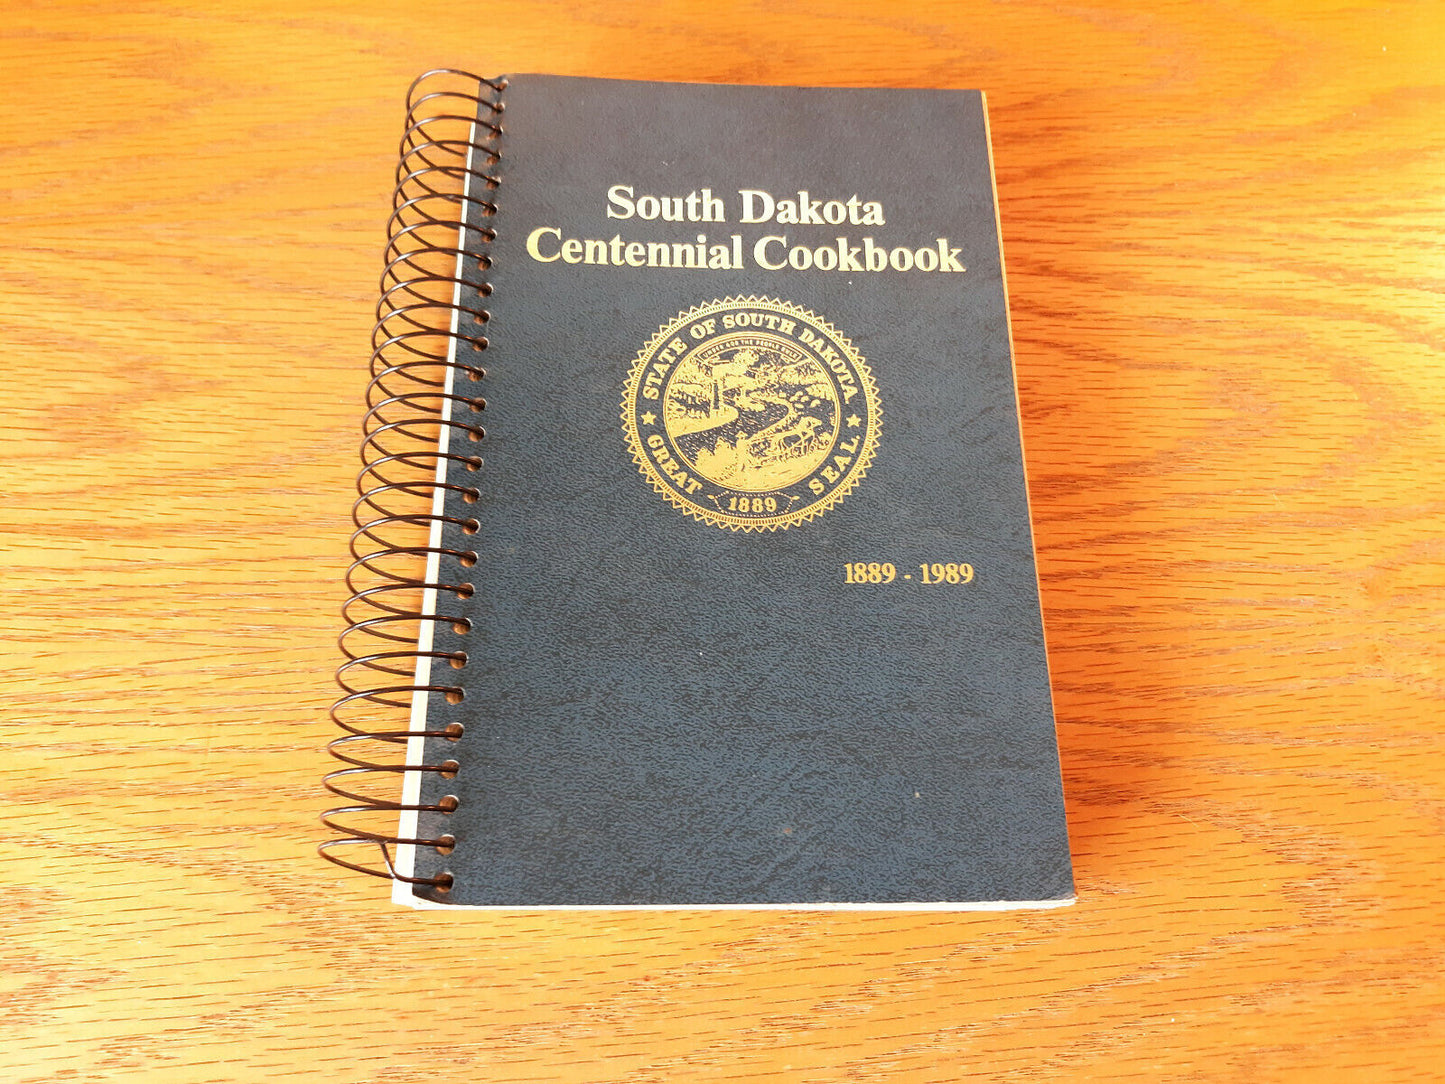 South Dakota
Centennial Cookbook
STATE OF SOUTH DAKOTA
UNDER GOD THE PEOPLE RULE
GREAT SEAL
1889
1889 - 1989